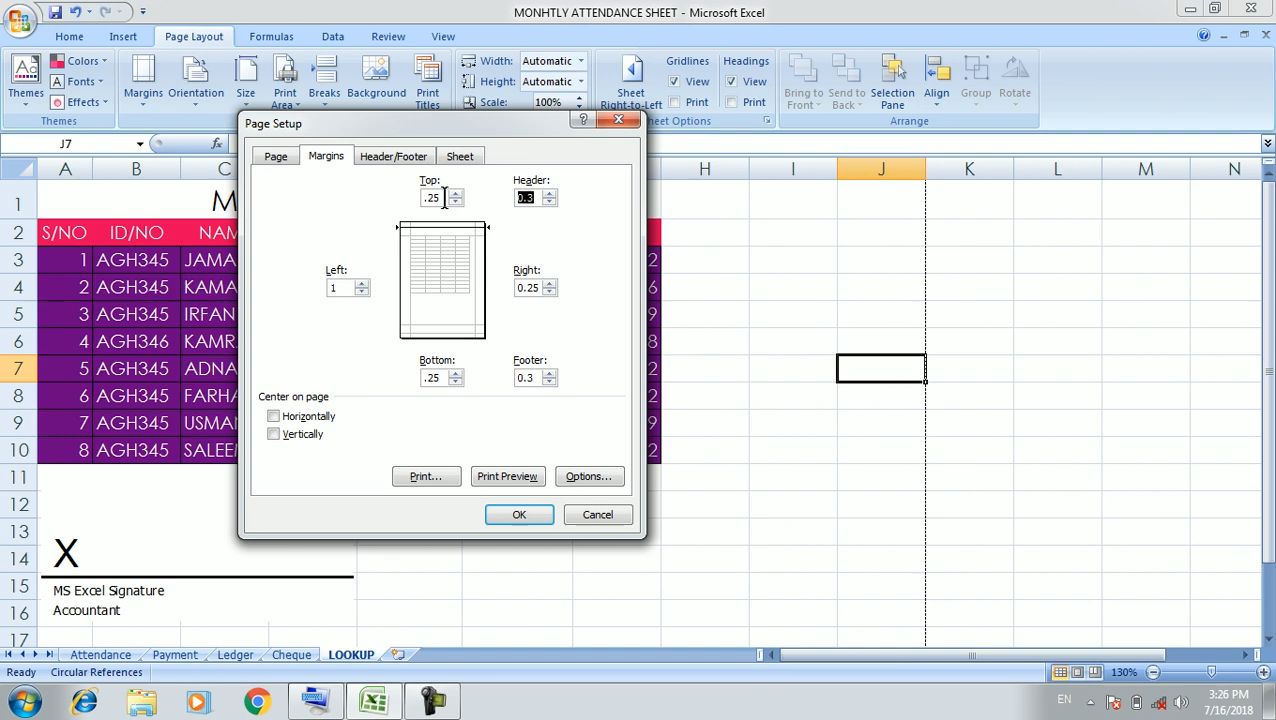 MONHTLY ATTENDANCE SHEET - Microsoft Excel
Home Insert Page Layout Formulas Data Review View
Themes
Colors
Fonts
Effects
Themes
Margins
Orientation
Size
Print Area
Breaks
Background
Print Titles
Width: Automatic
Height: Automatic
Scale: 100%
Sheet Right-to-Left
Gridlines
View
Print
Headings
View
Print
Sheet Options
Bring to Front
Send to Back
Selection Pane
Align
Group
Rotate
Arrange
J7
fx
Page Setup
Page Margins Header/Footer Sheet
Top: Header:
.25 0.3
Left: Right:
1 0.25
Bottom: Footer:
.25 0.3
Center on page
Horizontally
Vertically
Print... Print Preview Options...
OK Cancel
A B C H I J K L M N
1 M
2 S/NO ID/NO NAM
3 1 AGH345 JAMA 2
4 2 AGH345 KAMA 6
5 3 AGH345 IRFAN 9
6 4 AGH346 KAMR 8
7 5 AGH345 ADNA 2
8 6 AGH345 FARHA 2
9 7 AGH345 USMAN 9
10 8 AGH345 SALEEM 2
11
12
13
14 X
15 MS Excel Signature
16 Accountant
17
Attendance Payment Ledger Cheque LOOKUP
Ready Circular References 130%
EN 3:26 PM
7/16/2018